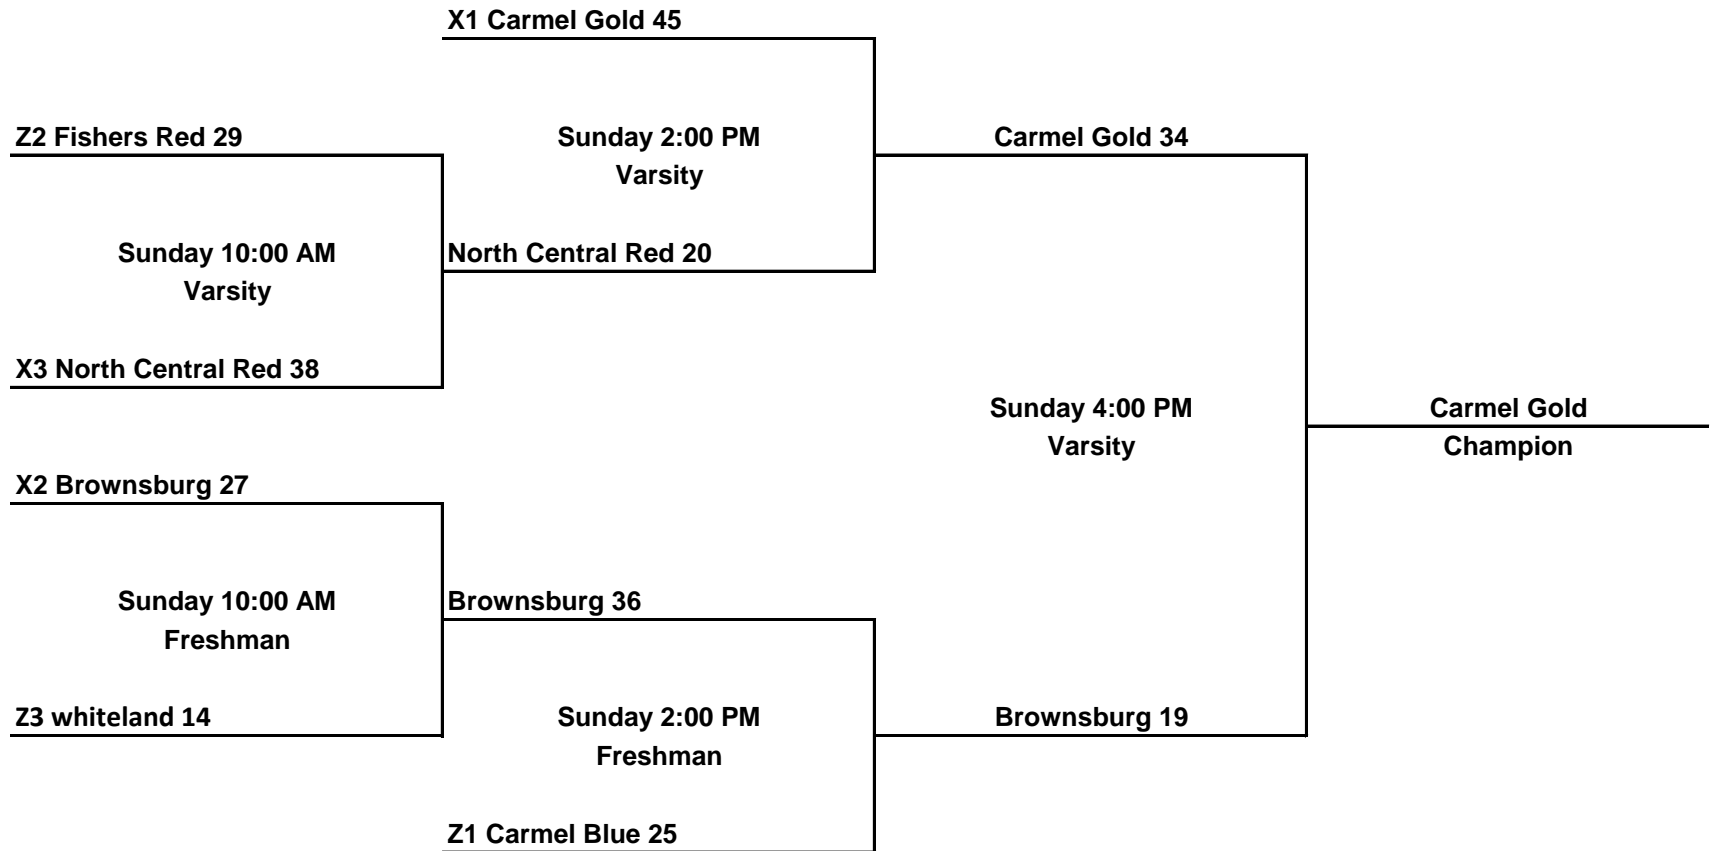 X1 Carmel Gold 45
Z2 Fishers Red 29
Sunday 2:00 PM
Varsity
Carmel Gold 34
Sunday 10:00 AM
Varsity
North Central Red 20
X3 North Central Red 38
Sunday 4:00 PM
Varsity
Carmel Gold
Champion
X2 Brownsburg 27
Sunday 10:00 AM
Freshman
Brownsburg 36
Z3 whiteland 14
Sunday 2:00 PM
Freshman
Brownsburg 19
Z1 Carmel Blue 25